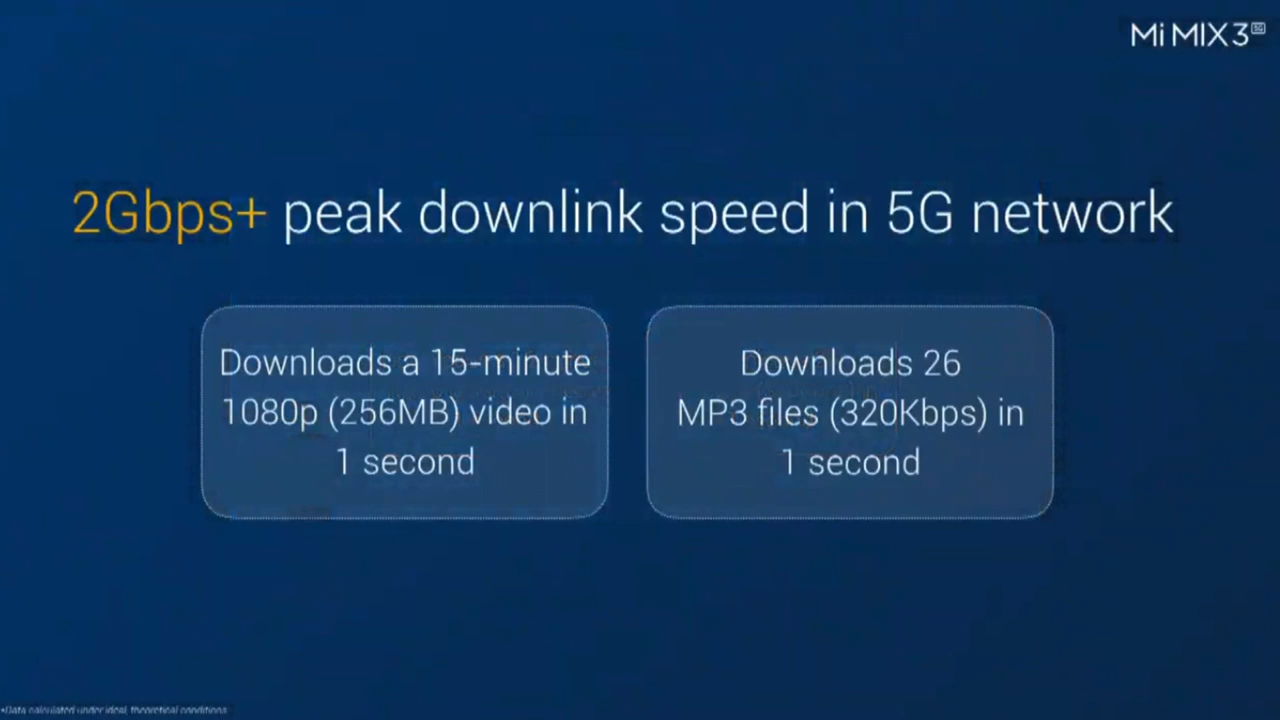 Mi MIX 3 5G
2Gbps+ peak downlink speed in 5G network
Downloads a 15-minute
1080p (256MB) video in
1 second
Downloads 26
MP3 files (320Kbps) in
1 second
*Data calculated under ideal, theoretical conditions